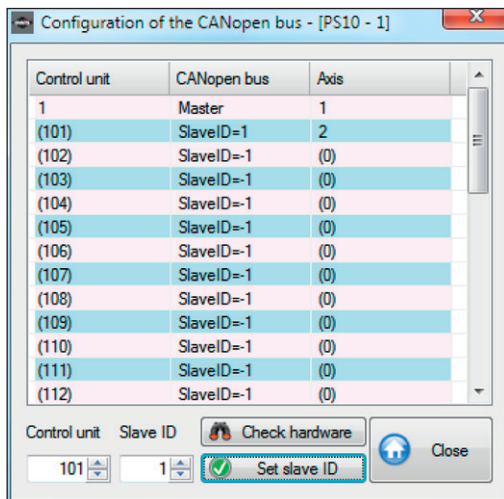 Configuration of the CANopen bus - [PS10 - 1]
Control unit CANopen bus Axis
1 Master 1
(101) SlaveID=1 2
(102) SlaveID=-1 (0)
(103) SlaveID=-1 (0)
(104) SlaveID=-1 (0)
(105) SlaveID=-1 (0)
(106) SlaveID=-1 (0)
(107) SlaveID=-1 (0)
(108) SlaveID=-1 (0)
(109) SlaveID=-1 (0)
(110) SlaveID=-1 (0)
(111) SlaveID=-1 (0)
(112) SlaveID=-1 (0)
Control unit Slave ID Check hardware
101 1 Set slave ID Close